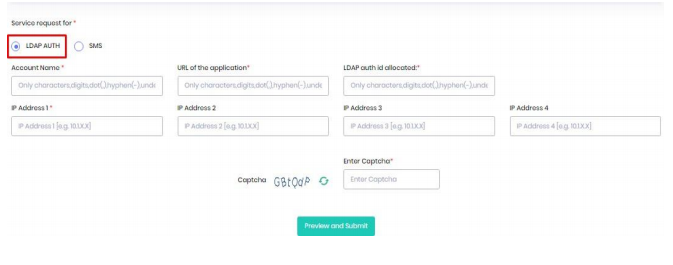 Service request for *
LDAP AUTH SMS
Account Name * URL of the application* LDAP auth id allocated:*
Only characters,digits,dot(.),hyphen(-),unde Only characters,digits,dot(.),hyphen(-),unde Only characters,digits,dot(.),hyphen(-),unde
IP Address 1 * IP Address 2 IP Address 3 IP Address 4
IP Address 1 [e.g. 10.1.X.X] IP Address 2 [e.g. 10.1.X.X] IP Address 3 [e.g. 10.1.X.X] IP Address 4 [e.g. 10.1.X.X]
Enter Captcha*
Captcha GBtQdP Enter Captcha
Preview and Submit